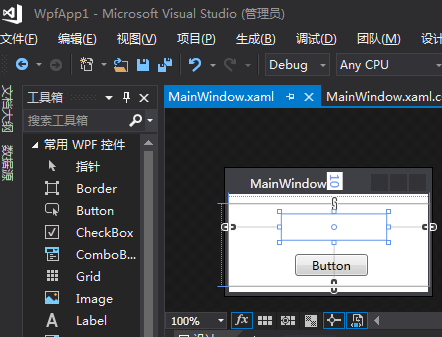 WpfApp1 - Microsoft Visual Studio (管理员)
文件(F) 编辑(E) 视图(V) 项目(P) 生成(B) 调试(D) 团队(M) 设计
Debug Any CPU
文档大纲
数据源
工具箱
搜索工具箱
常用 WPF 控件
指针
Border
Button
CheckBox
ComboB...
Grid
Image
Label
MainWindow.xaml MainWindow.xaml.c
MainWindow
10
Button
100% fx